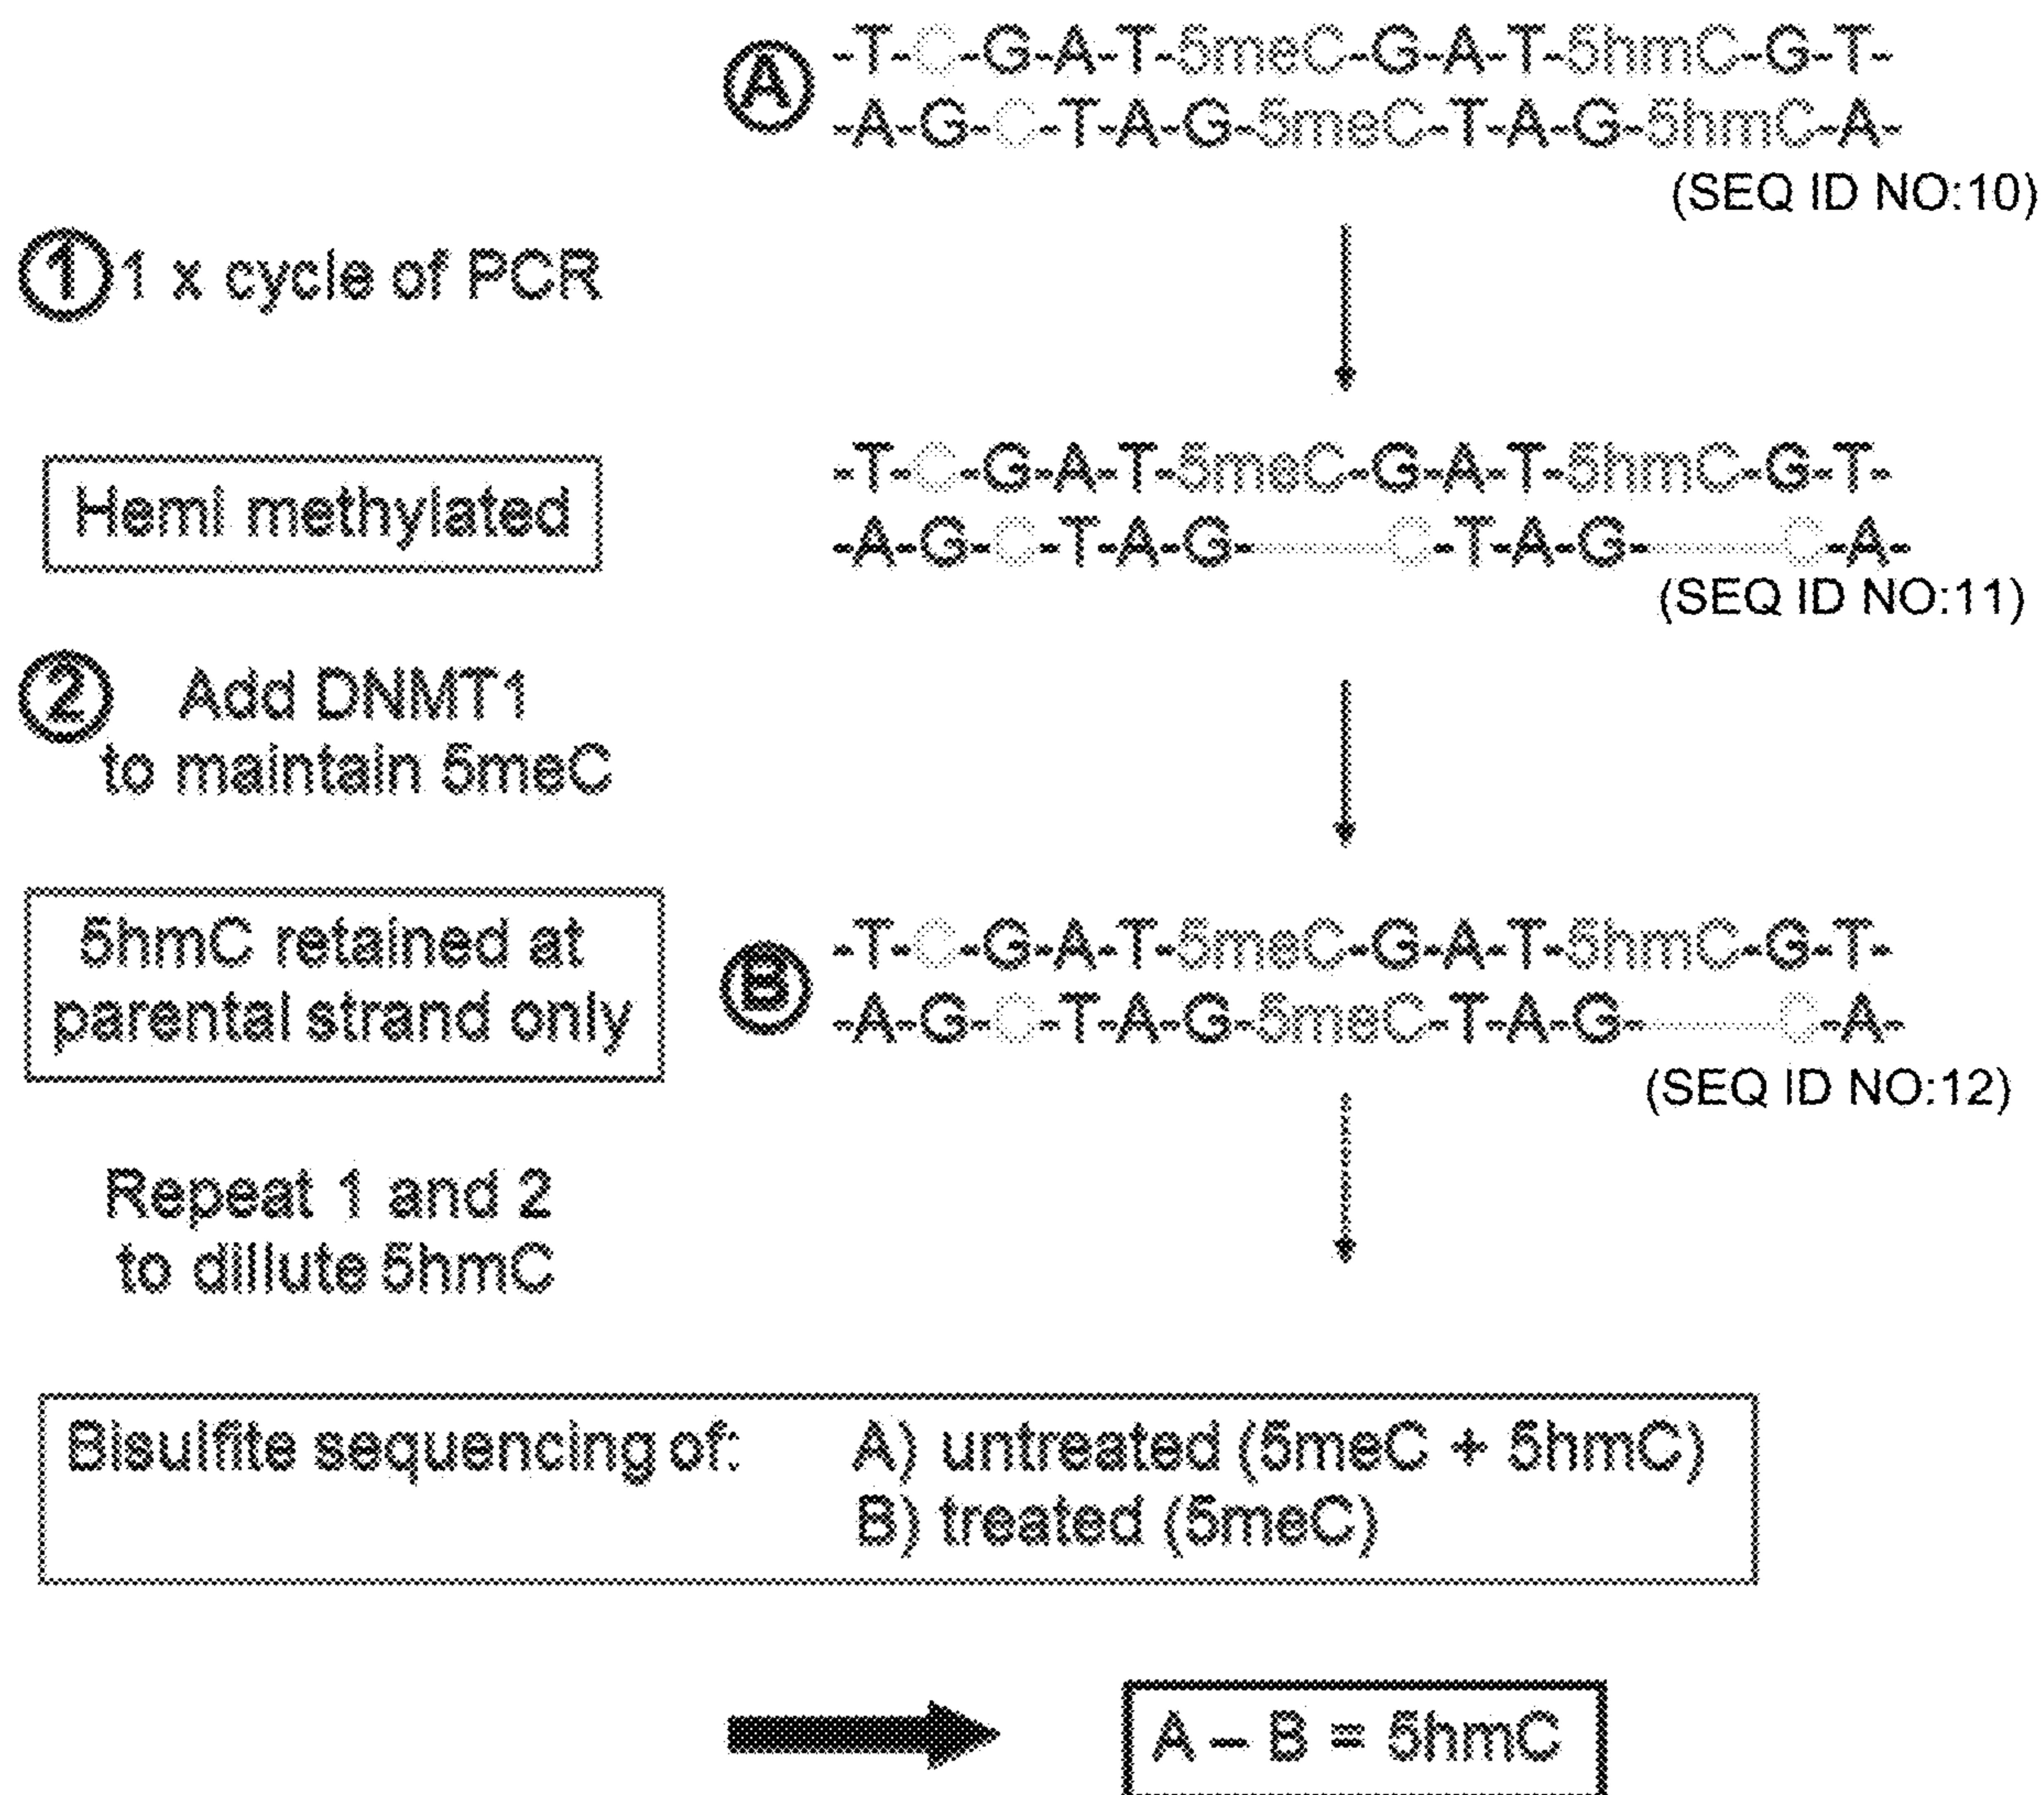 A -T-C-G-A-T-5meC-G-A-T-5hmC-G-T-
-A-G-C-T-A-G-5meC-T-A-G-5hmC-A-
(SEQ ID NO:10)
1 1 x cycle of PCR
Hemi methylated
-T-C-G-A-T-5meC-G-A-T-5hmC-G-T-
-A-G-C-T-A-G-C-T-A-G-C-A-
(SEQ ID NO:11)
2 Add DNMT1
to maintain 5meC
5hmC retained at
parental strand only
B -T-C-G-A-T-5meC-G-A-T-5hmC-G-T-
-A-G-C-T-A-G-5meC-T-A-G-C-A-
(SEQ ID NO:12)
Repeat 1 and 2
to dillute 5hmC
Bisulfite sequencing of: A) untreated (5meC + 5hmC)
B) treated (5meC)
A – B = 5hmC